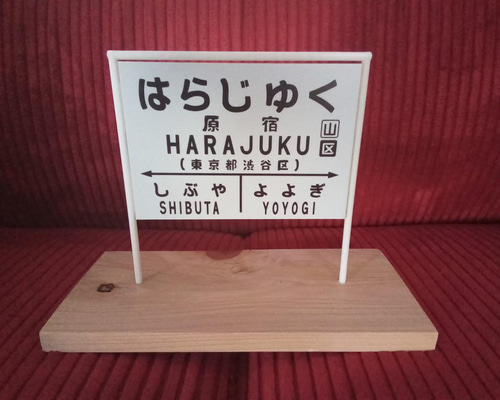 はらじゅく
原宿
HARAJUKU
山
区
(東京都渋谷区)
しぶや よよぎ
SHIBUTA YOYOGI